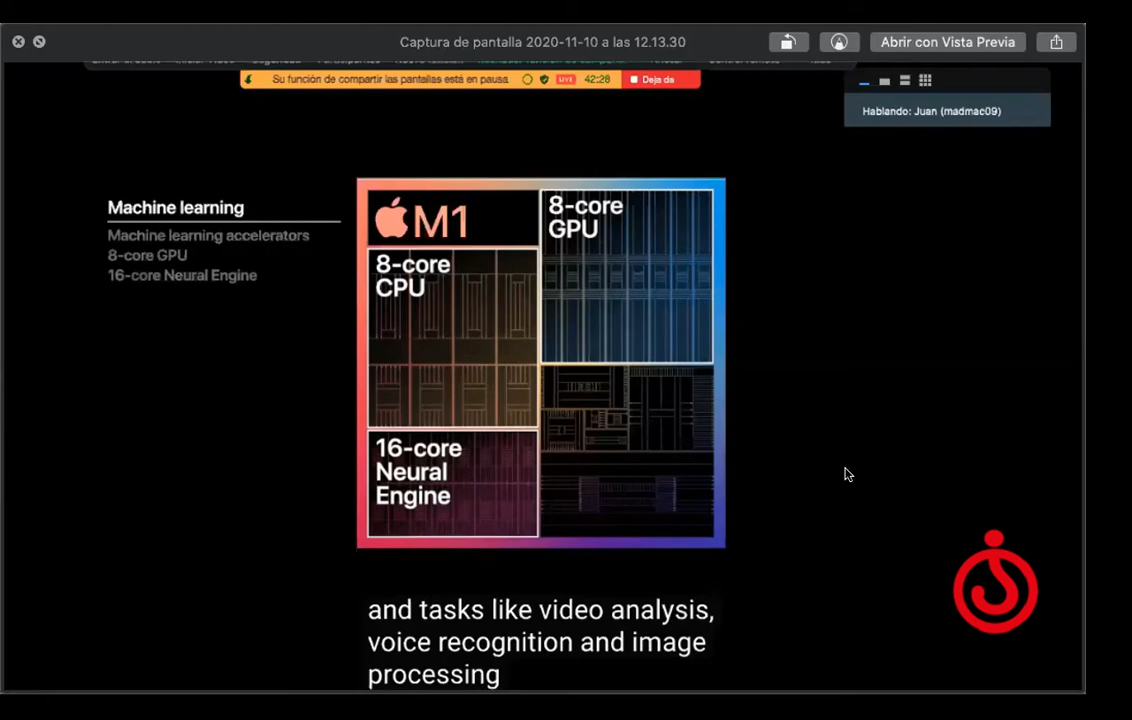 Captura de pantalla 2020-11-10 a las 12.13.30
Abrir con Vista Previa
Su función de compartir las pantallas está en pausa
LIVE
42:28
Deja de
Hablando: Juan (madmac09)
Machine learning
Machine learning accelerators
8-core GPU
16-core Neural Engine
M1
8-core
GPU
8-core
CPU
16-core
Neural
Engine
and tasks like video analysis,
voice recognition and image
processing